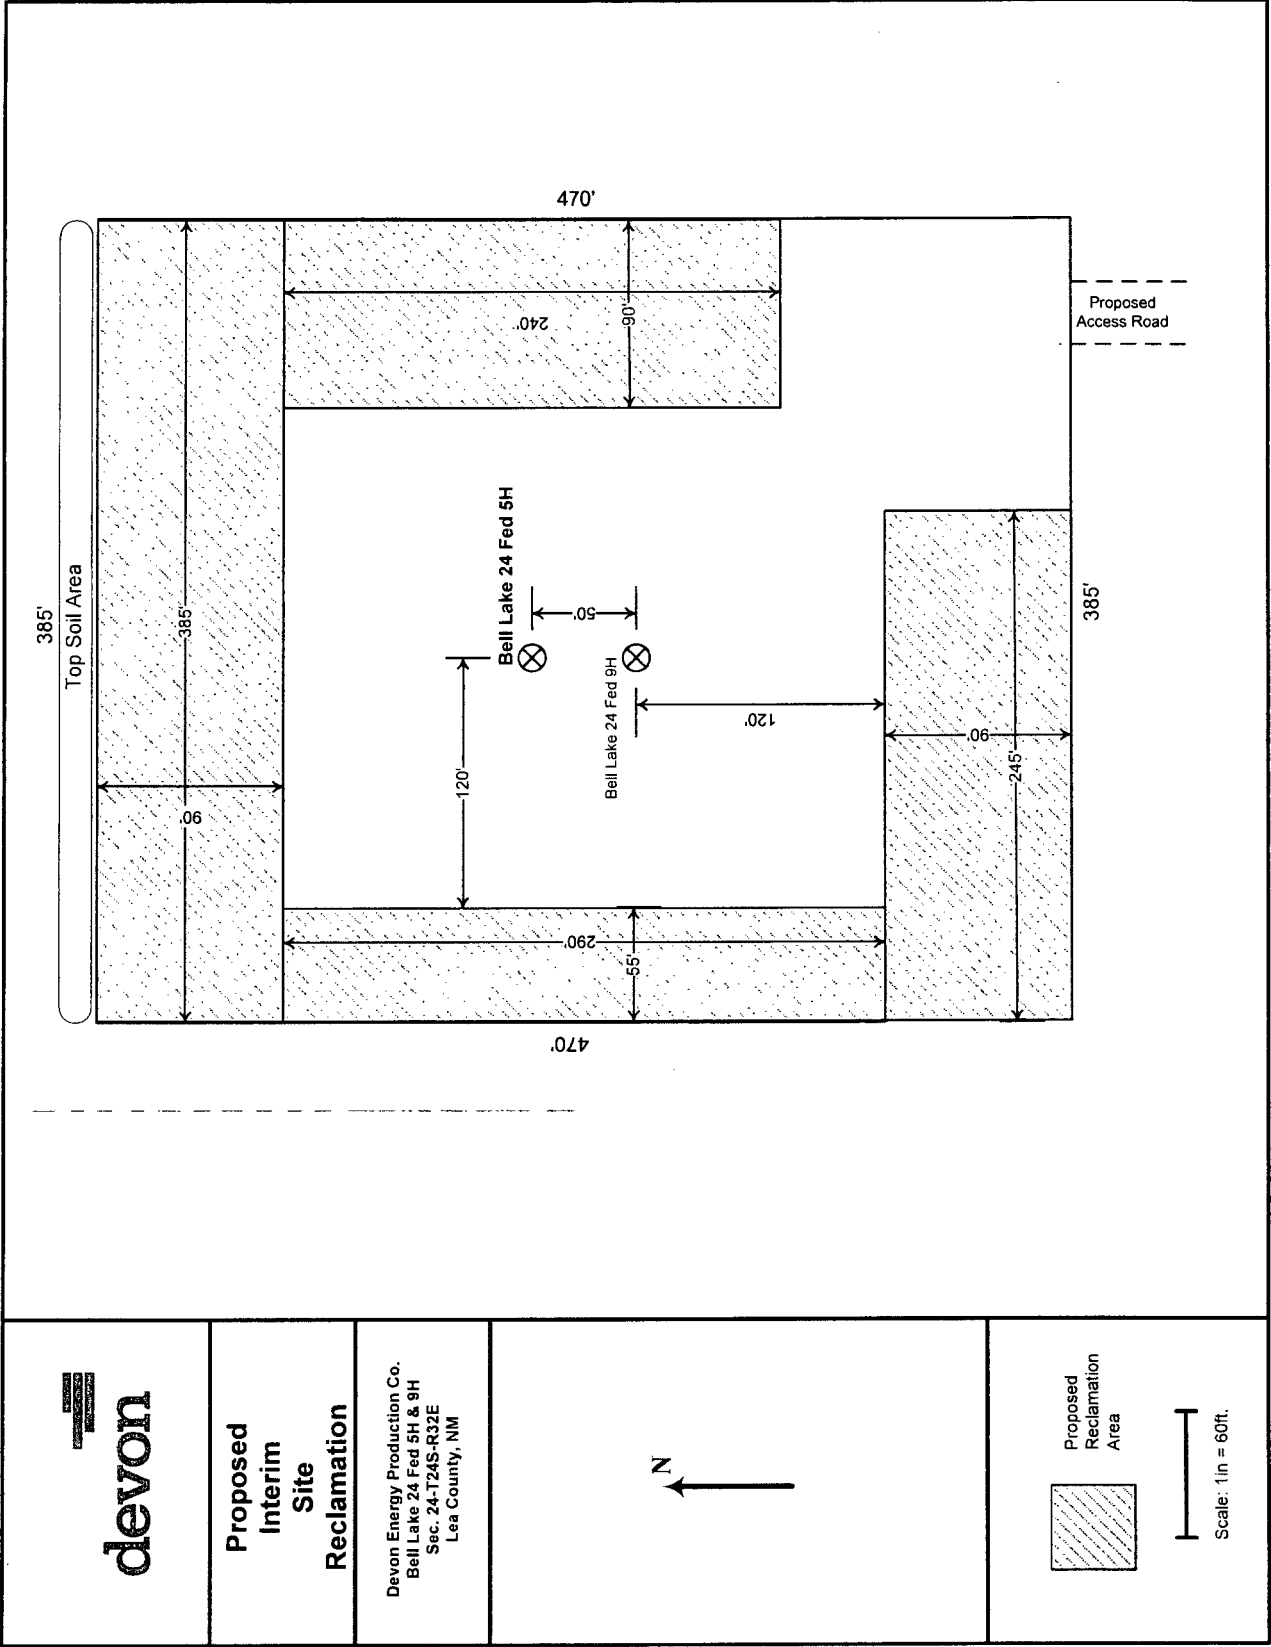 385'
Top Soil Area
470'
385'
90'
240'
90'
Proposed
Access Road
Bell Lake 24 Fed 5H
50'
Bell Lake 24 Fed 9H
120'
120'
90'
245'
385'
290'
55'
470'
devon
Proposed
Interim
Site
Reclamation
Devon Energy Production Co.
Bell Lake 24 Fed 5H & 9H
Sec. 24-T24S-R32E
Lea County, NM
N
Proposed
Reclamation
Area
Scale: 1in = 60ft.